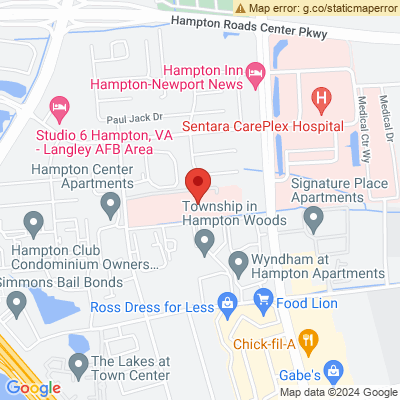 Map error: g.co/staticmaperror
Hampton Roads Center Pkwy
Hampton Inn
Hampton-Newport News
Paul Jack Dr
Studio 6 Hampton, VA
- Langley AFB Area
Sentara CarePlex Hospital
Medical Dr
Medical Ctr Wy
Hampton Center
Apartments
Township in
Hampton Woods
Signature Place
Apartments
Hampton Club
Condominium Owners...
Simmons Bail Bonds
Wyndham at
Hampton Apartments
Ross Dress for Less
Food Lion
Chick-fil-A
The Lakes at
Town Center
Gabe's
Google
Map data ©2024 Google